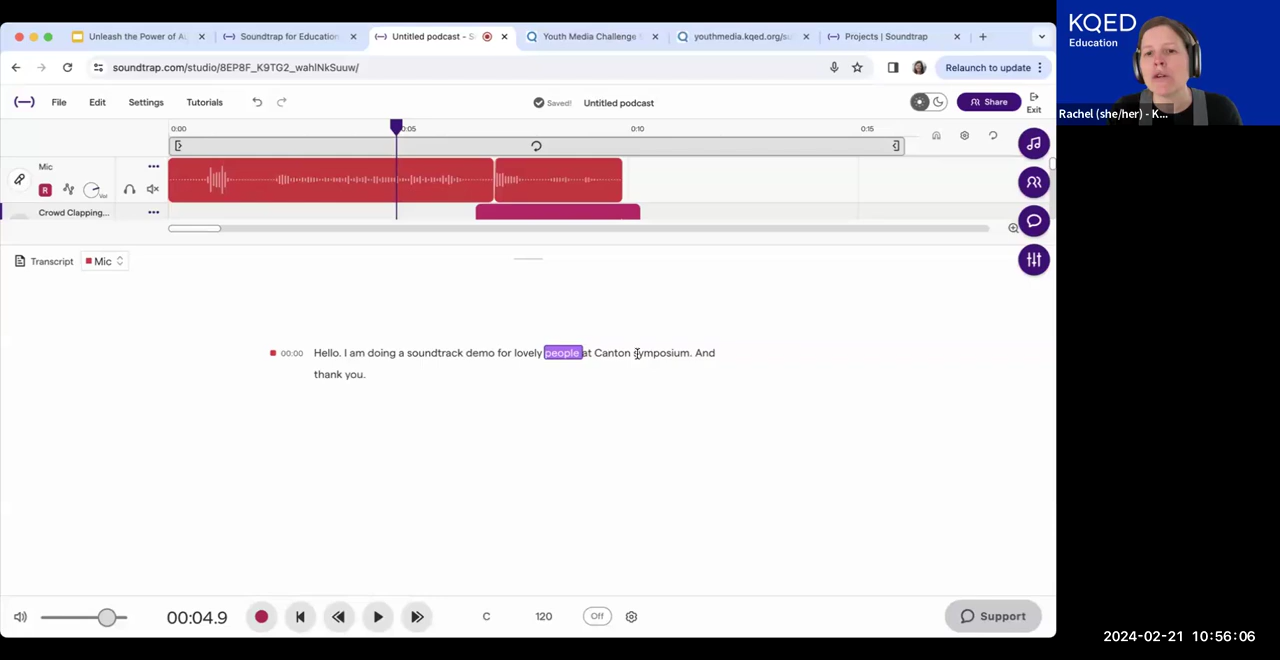 Unleash the Power of A
Soundtrap for Education
Untitled podcast - S
Youth Media Challenge
youthmedia.kqed.org/su
Projects | Soundtrap
soundtrap.com/studio/8EP8F_K9TG2_wahlNkSuuw/
Relaunch to update
File
Edit
Settings
Tutorials
Saved!
Untitled podcast
Share
Exit
0:00
0:05
0:10
0:15
Mic
R
Vol
Crowd Clapping...
Transcript
Mic
00:00
Hello. I am doing a soundtrack demo for lovely people at Canton symposium. And
thank you.
00:04.9
C
120
Off
Support
KQED
Education
Rachel (she/her) - K...
2024-02-21 10:56:06